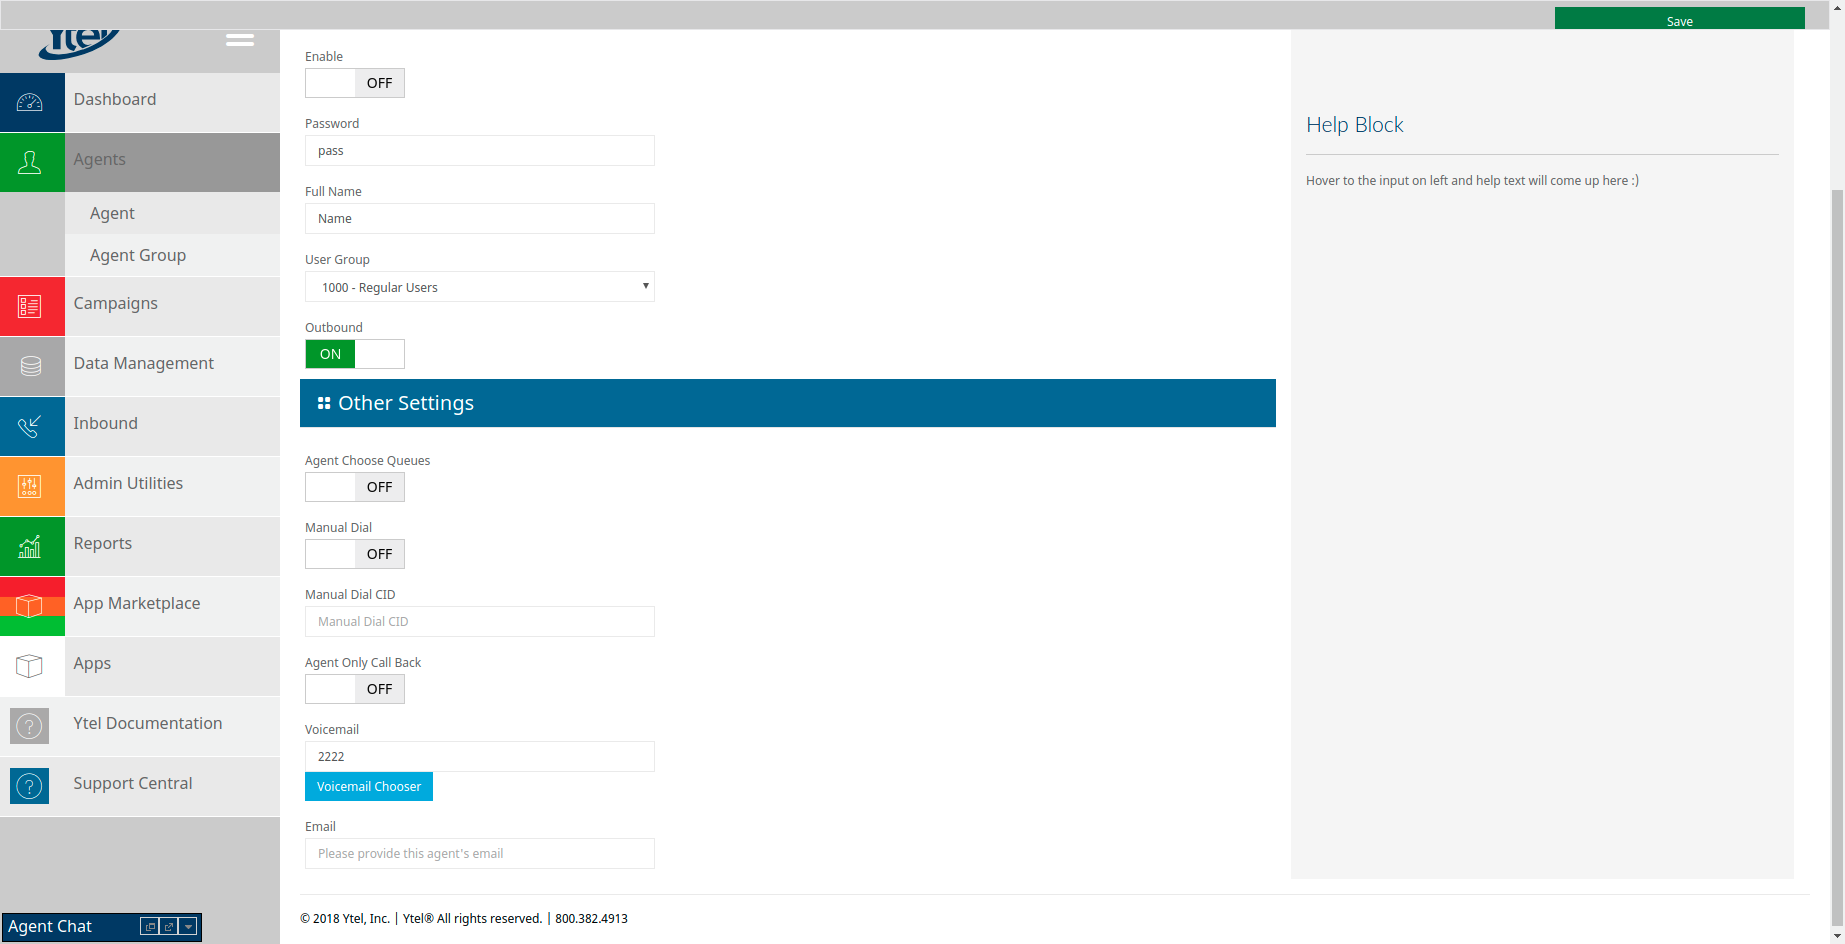 Save
Ytel
Dashboard
Agents
Agent
Agent Group
Campaigns
Data Management
Inbound
Admin Utilities
Reports
App Marketplace
Apps
? Ytel Documentation
? Support Central
Agent Chat
Enable
OFF
Password
pass
Full Name
Name
User Group
1000 - Regular Users
Outbound
ON
Other Settings
Agent Choose Queues
OFF
Manual Dial
OFF
Manual Dial CID
Manual Dial CID
Agent Only Call Back
OFF
Voicemail
2222
Voicemail Chooser
Email
Please provide this agent's email
Help Block
Hover to the input on left and help text will come up here :)
© 2018 Ytel, Inc. | Ytel® All rights reserved. | 800.382.4913